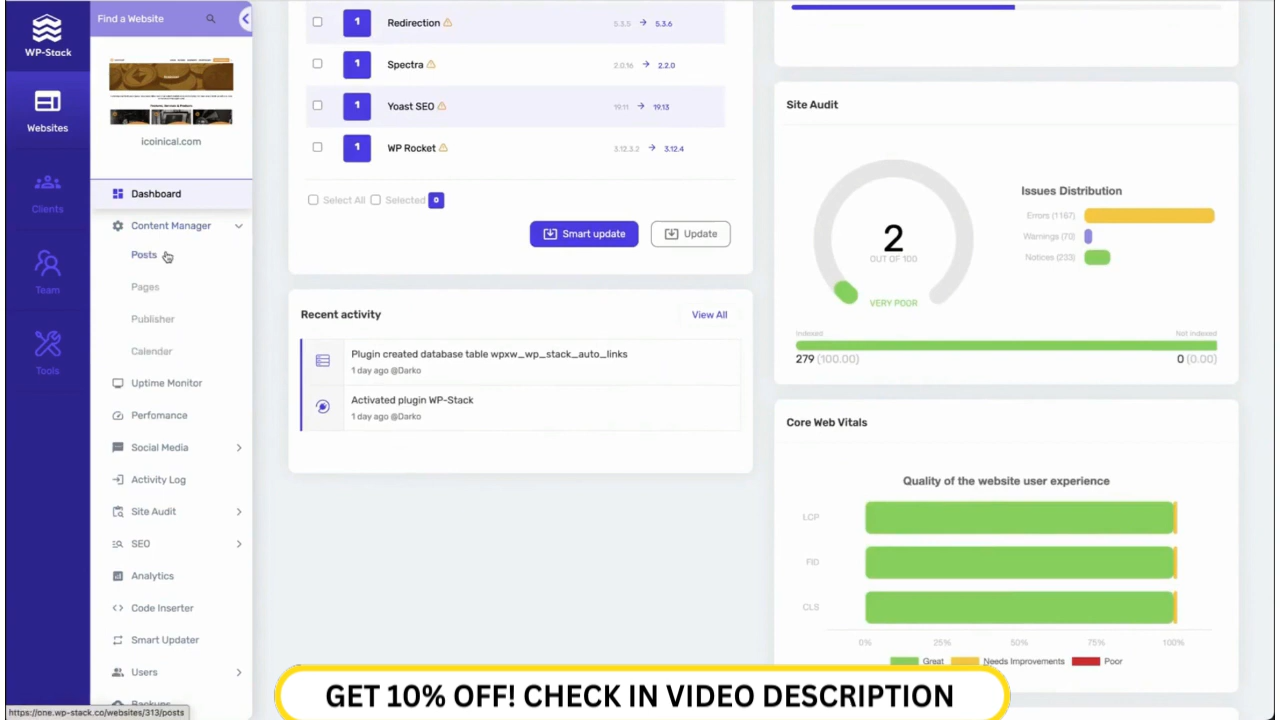 WP-Stack
Websites
Clients
Team
Tools
Find a Website
icoinical.com
Dashboard
Content Manager
Posts
Pages
Publisher
Calendar
Uptime Monitor
Perfomance
Social Media
Activity Log
Site Audit
SEO
Analytics
Code Inserter
Smart Updater
Users
Backups
https://one.wp-stack.co/websites/313/posts
1 Redirection 5.3.5 → 5.3.6
1 Spectra 2.0.16 → 2.2.0
1 Yoast SEO 19.11 → 19.13
1 WP Rocket 3.12.3.2 → 3.12.4
Select All Selected 0
Smart update Update
Recent activity View All
Plugin created database table wpxw_wp_stack_auto_links
1 day ago @Darko
Activated plugin WP-Stack
1 day ago @Darko
Site Audit
2
OUT OF 100
VERY POOR
Issues Distribution
Errors (1167)
Warnings (70)
Notices (233)
Indexed Not Indexed
279 (100.00) 0 (0.00)
Core Web Vitals
Quality of the website user experience
LCP
FID
CLS
0% 25% 50% 75% 100%
Great Needs Improvements Poor
GET 10% OFF! CHECK IN VIDEO DESCRIPTION